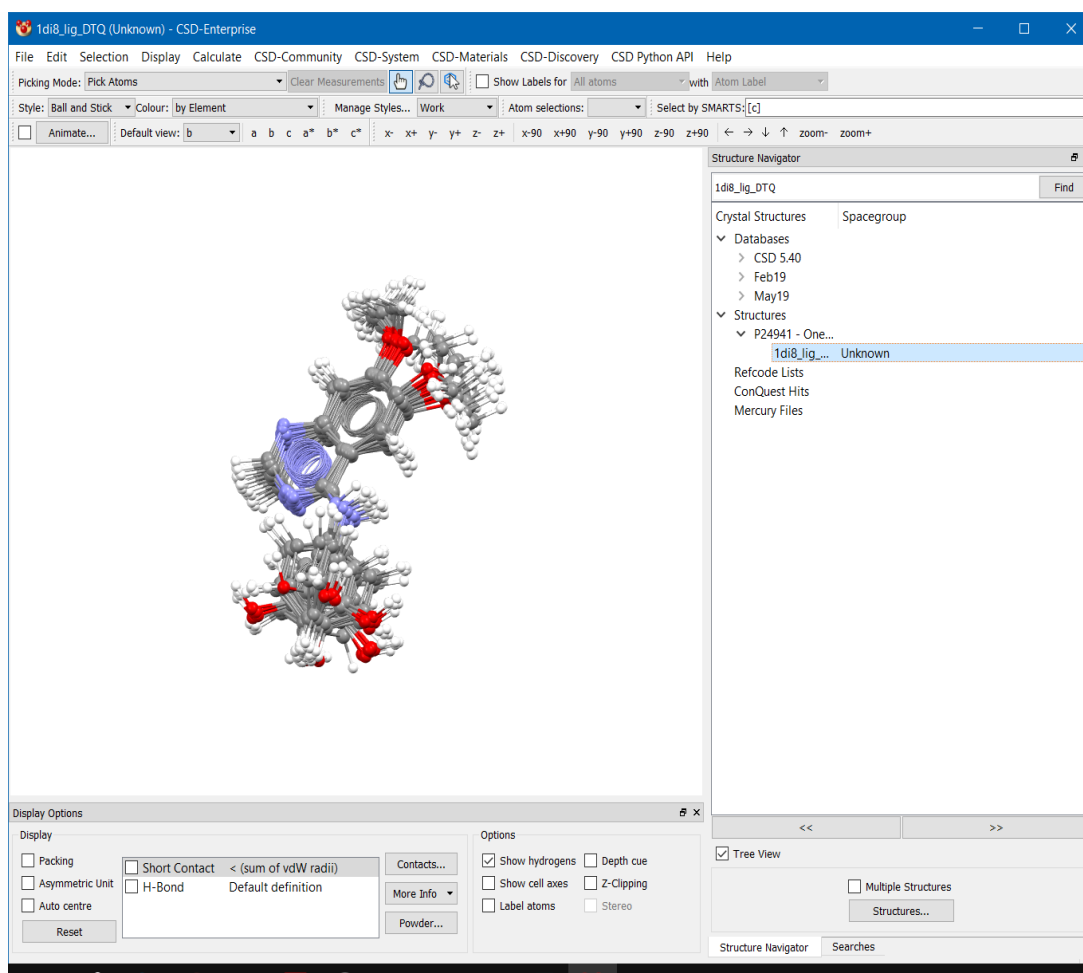 1di8_lig_DTQ (Unknown) - CSD-Enterprise
File Edit Selection Display Calculate CSD-Community CSD-System CSD-Materials CSD-Discovery CSD Python API Help
Picking Mode: Pick Atoms Clear Measurements Show Labels for All atoms with Atom Label
Style: Ball and Stick Colour: by Element Manage Styles... Work Atom selections: Select by SMARTS: [c]
Animate... Default view: b a b c a* b* c* x- x+ y- y+ z- z+ x-90 x+90 y-90 y+90 z-90 z+90 ← → ↓ ↑ zoom- zoom+
Structure Navigator
1di8_lig_DTQ Find
Crystal Structures Spacegroup
Databases
CSD 5.40
Feb19
May19
Structures
P24941 - One...
1di8_lig_... Unknown
Refcode Lists
ConQuest Hits
Mercury Files
<< >>
Tree View
Multiple Structures
Structures...
Structure Navigator Searches
Display Options
Display
Packing
Asymmetric Unit
Auto centre
Reset
Short Contact < (sum of vdW radii)
H-Bond Default definition
Contacts...
More Info
Powder...
Options
Show hydrogens Depth cue
Show cell axes Z-Clipping
Label atoms Stereo